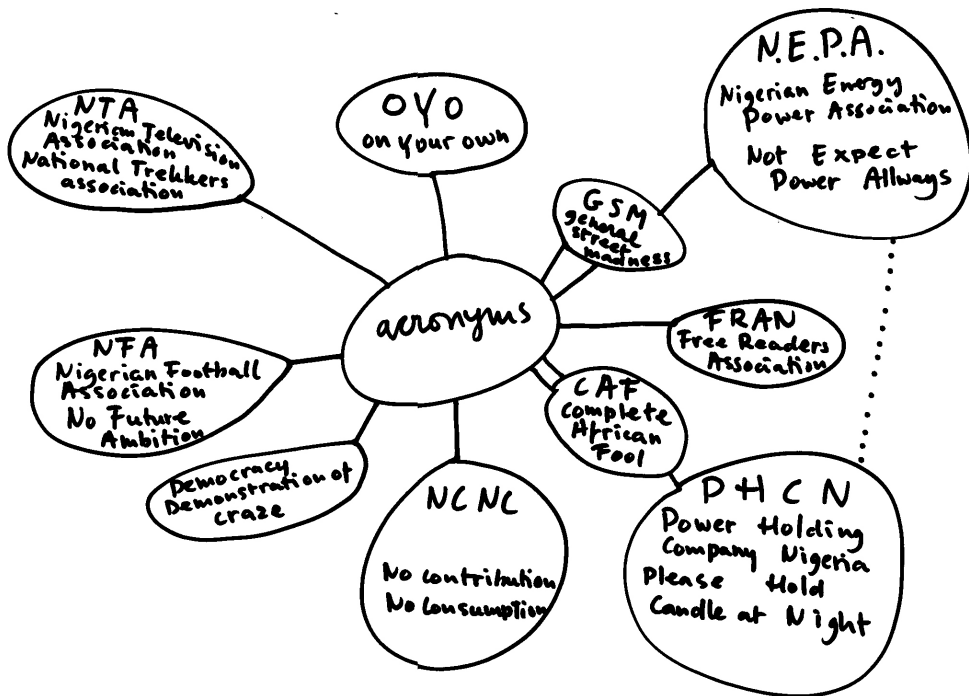 N.E.P.A.
Nigerian Energy
Power Association
Not Expect
Power Allways
NTA
Nigerian Television
Association
National Trekkers
association
OYO
on your own
GSM
general
street
madness
acronyms
FRAN
Free Readers
Association
NFA
Nigerian Football
Association
No Future
Ambition
CAF
Complete
African
Fool
Democracy
Demonstration of
craze
NCNC
No contribution
No Consumption
PHCN
Power Holding
Company Nigeria
Please Hold
Candle at Night